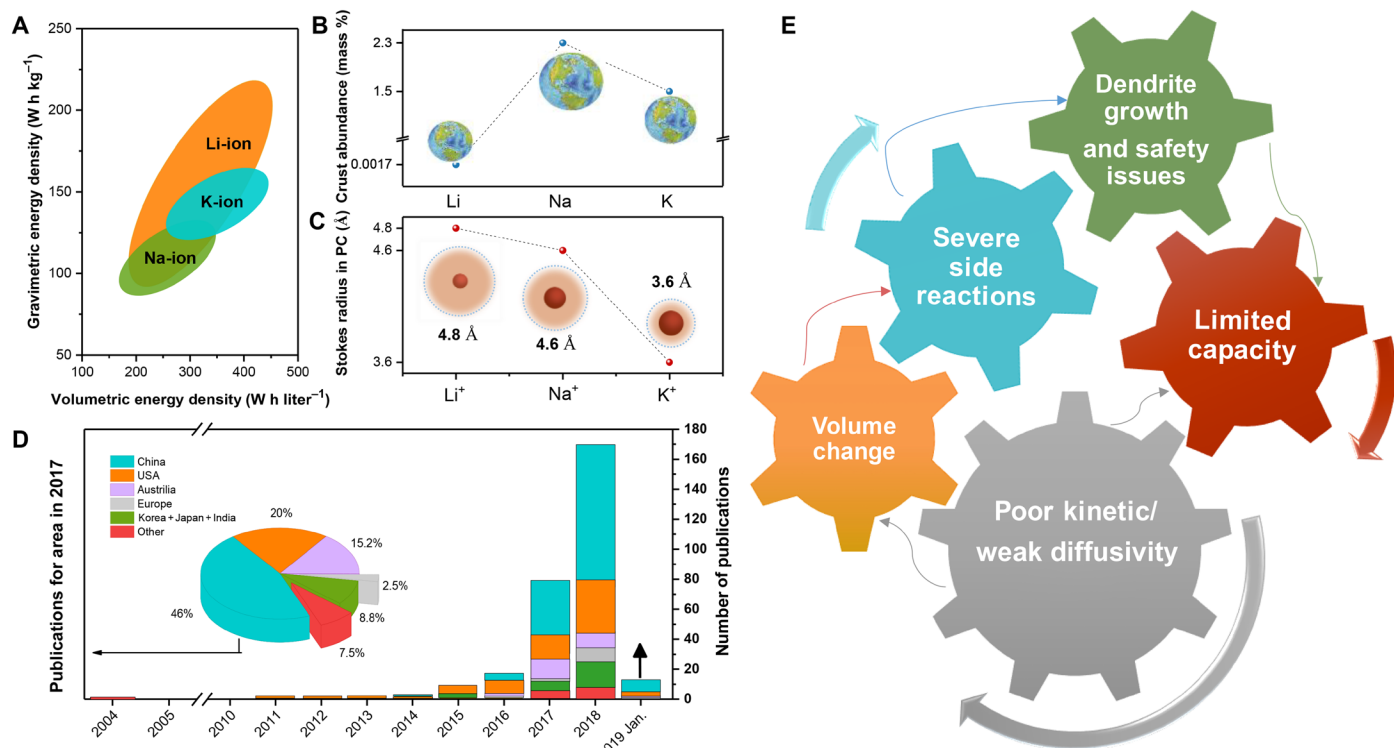 A
Gravimetric energy density (W h kg⁻¹)
250
200
150
100
50
Li-ion
K-ion
Na-ion
100
200
300
400
500
Volumetric energy density (W h liter⁻¹)
B
Crust abundance (mass %)
2.3
1.5
0.0017
Li
Na
K
C
Stokes radius in PC (Å)
4.8
4.6
3.6
4.8 Å
4.6 Å
3.6 Å
Li⁺
Na⁺
K⁺
D
Publications for area in 2017
China
USA
Austrilia
Europe
Korea+Japan+India
Other
20%
15.2%
2.5%
8.8%
7.5%
46%
180
160
140
120
100
80
60
40
20
0
Number of publications
2004
2005
2010
2011
2012
2013
2014
2015
2016
2017
2018
019 Jan.
E
Dendrite
growth
and safety
issues
Severe
side
reactions
Limited
capacity
Volume
change
Poor kinetic/
weak diffusivity